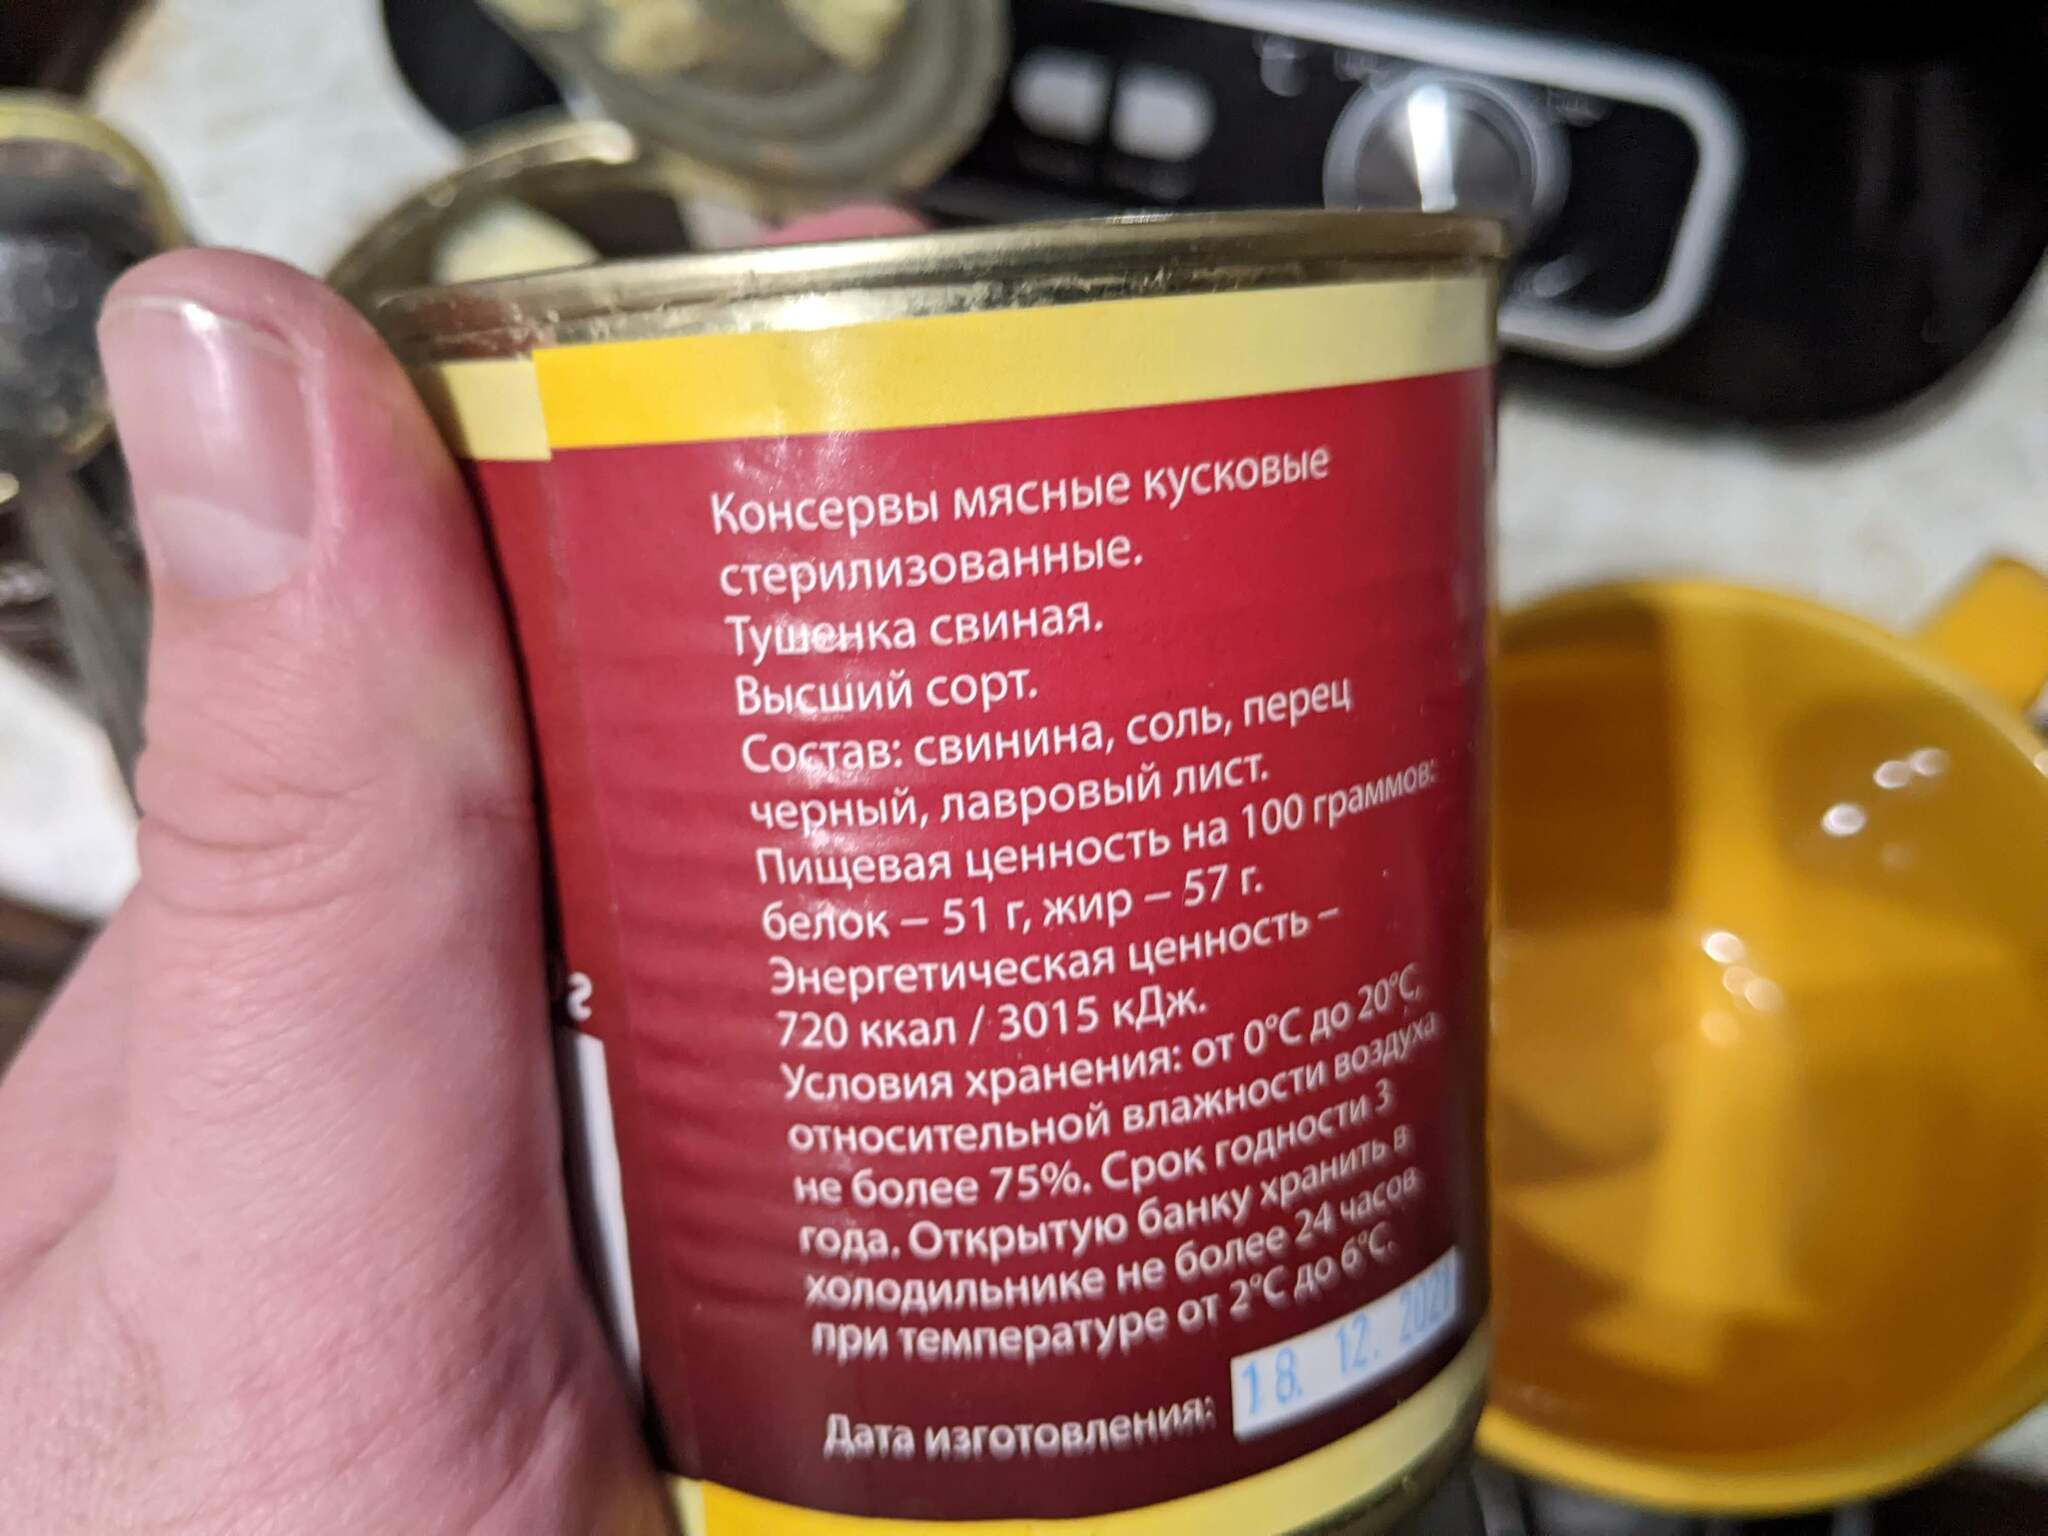 Консервы мясные кусковые
стерилизованные.
Тушенка свиная.
Высший сорт.
Состав: свинина, соль, перец
черный, лавровый лист.
Пищевая ценность на 100 граммов:
белок – 51 г, жир – 57 г.
Энергетическая ценность –
720 ккал / 3015 кДж.
Условия хранения: от 0°С до 20°С,
относительной влажности воздуха
не более 75%. Срок годности 3
года. Открытую банку хранить в
холодильнике не более 24 часов
при температуре от 2°С до 6°С.
Дата изготовления: 18. 12. 2021